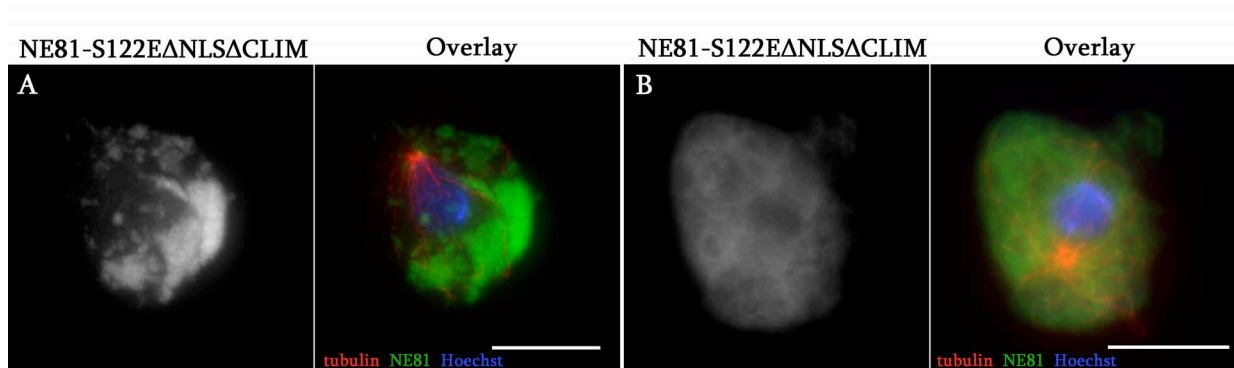 NE81-S122EΔNLSΔCLIM Overlay NE81-S122EΔNLSΔCLIM Overlay
A B
tubulin NE81 Hoechst tubulin NE81 Hoechst